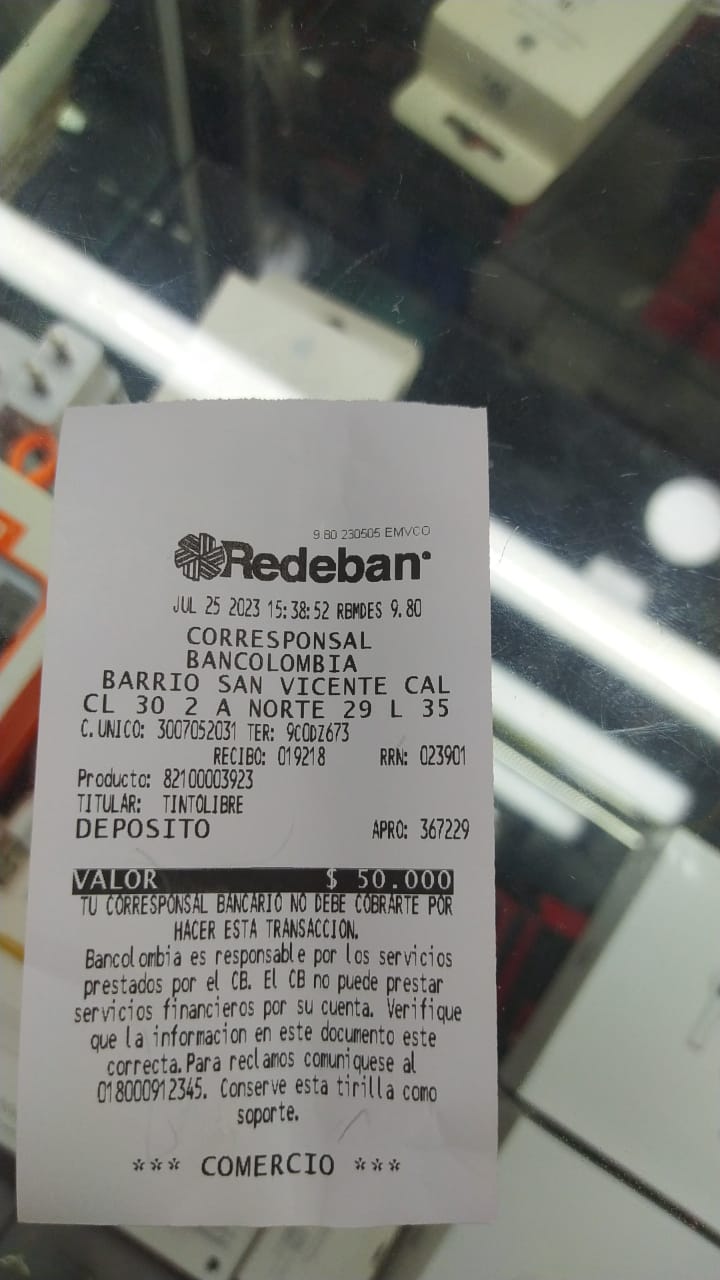 9.80 230505 EMVCO
Redeban
JUL 25 2023 15:38:52 RBMDES 9.80
CORRESPONSAL
BANCOLOMBIA
BARRIO SAN VICENTE CAL
CL 30 2 A NORTE 29 L 35
C.UNICO: 3007052031 TER: 9C0DZ673
RECIBO: 019218 RRN: 023901
Producto: 82100003923
TITULAR: TINTOLIBRE
DEPOSITO APRO: 367229
VALOR $ 50.000
TU CORRESPONSAL BANCARIO NO DEBE COBRARTE POR
HACER ESTA TRANSACCION.
Bancolombia es responsable por los servicios
prestados por el CB. El CB no puede prestar
servicios financieros por su cuenta. Verifique
que la informacion en este documento este
correcta.Para reclamos comuniquese al
018000912345. Conserve esta tirilla como
soporte.
*** COMERCIO ***